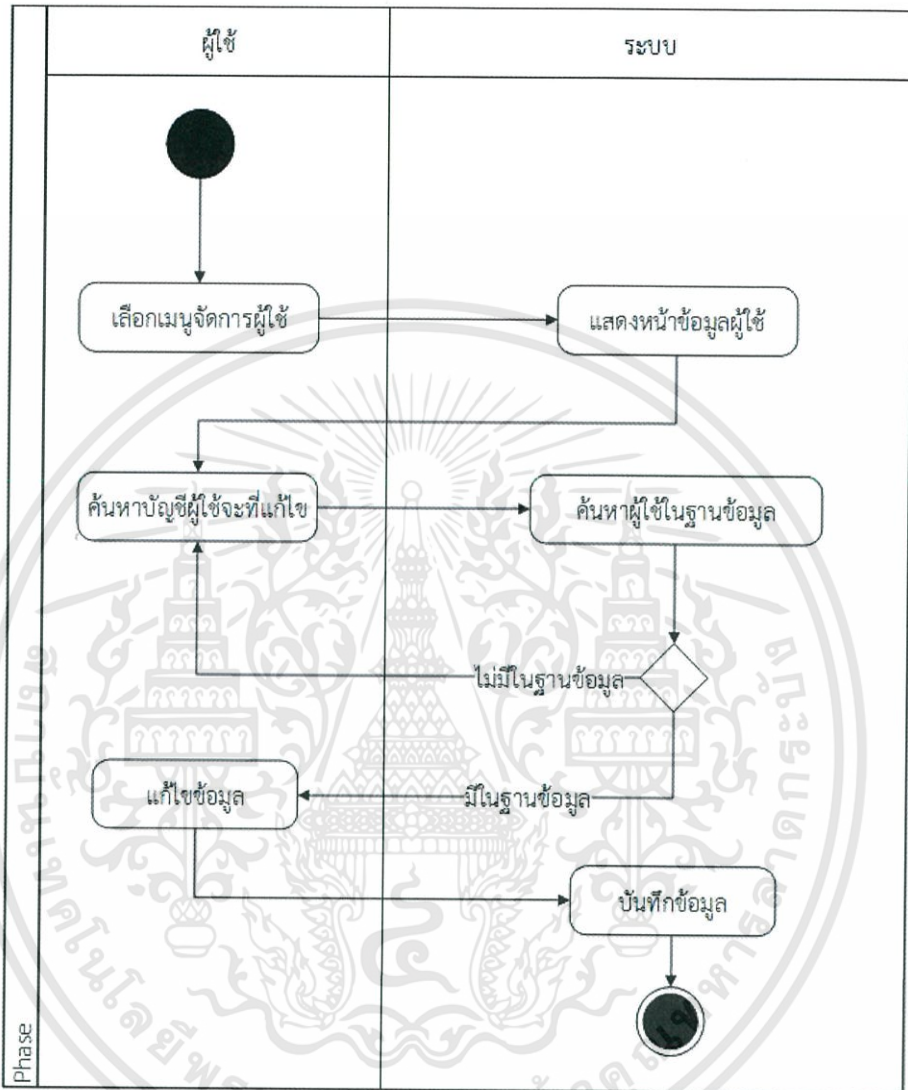 ผู้ใช้
ระบบ
เลือกเมนูจัดการผู้ใช้
แสดงหน้าข้อมูลผู้ใช้
ค้นหาบัญชีผู้ใช้จะที่แก้ไข
ค้นหาผู้ใช้ในฐานข้อมูล
ไม่มีในฐานข้อมูล
แก้ไขข้อมูล
มีในฐานข้อมูล
บันทึกข้อมูล
Phase